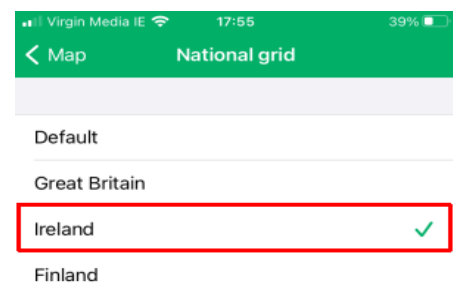 Virgin Media IE 17:55 39%
Map National grid
Default
Great Britain
Ireland
Finland